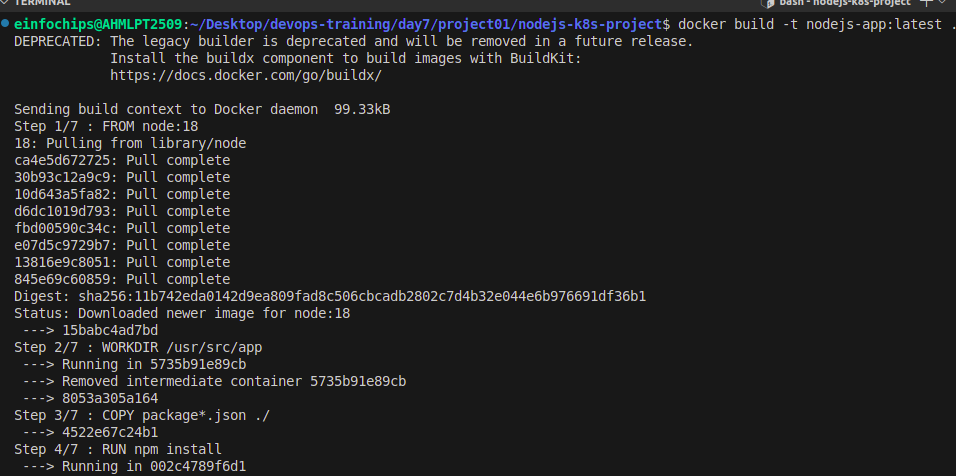 TERMINAL
bash - nodejs-k8s-project
einfochips@AHMLPT2509:~/Desktop/devops-training/day7/project01/nodejs-k8s-project$ docker build -t nodejs-app:latest .
DEPRECATED: The legacy builder is deprecated and will be removed in a future release.
Install the buildx component to build images with BuildKit:
https://docs.docker.com/go/buildx/
Sending build context to Docker daemon  99.33kB
Step 1/7 : FROM node:18
18: Pulling from library/node
ca4e5d672725: Pull complete
30b93c12a9c9: Pull complete
10d643a5fa82: Pull complete
d6dc1019d793: Pull complete
fbd00590c34c: Pull complete
e07d5c9729b7: Pull complete
13816e9c8051: Pull complete
845e69c60859: Pull complete
Digest: sha256:11b742eda0142d9ea809fad8c506cbcadb2802c7d4b32e044e6b976691df36b1
Status: Downloaded newer image for node:18
---> 15babc4ad7bd
Step 2/7 : WORKDIR /usr/src/app
---> Running in 5735b91e89cb
---> Removed intermediate container 5735b91e89cb
---> 8053a305a164
Step 3/7 : COPY package*.json ./
---> 4522e67c24b1
Step 4/7 : RUN npm install
---> Running in 002c4789f6d1